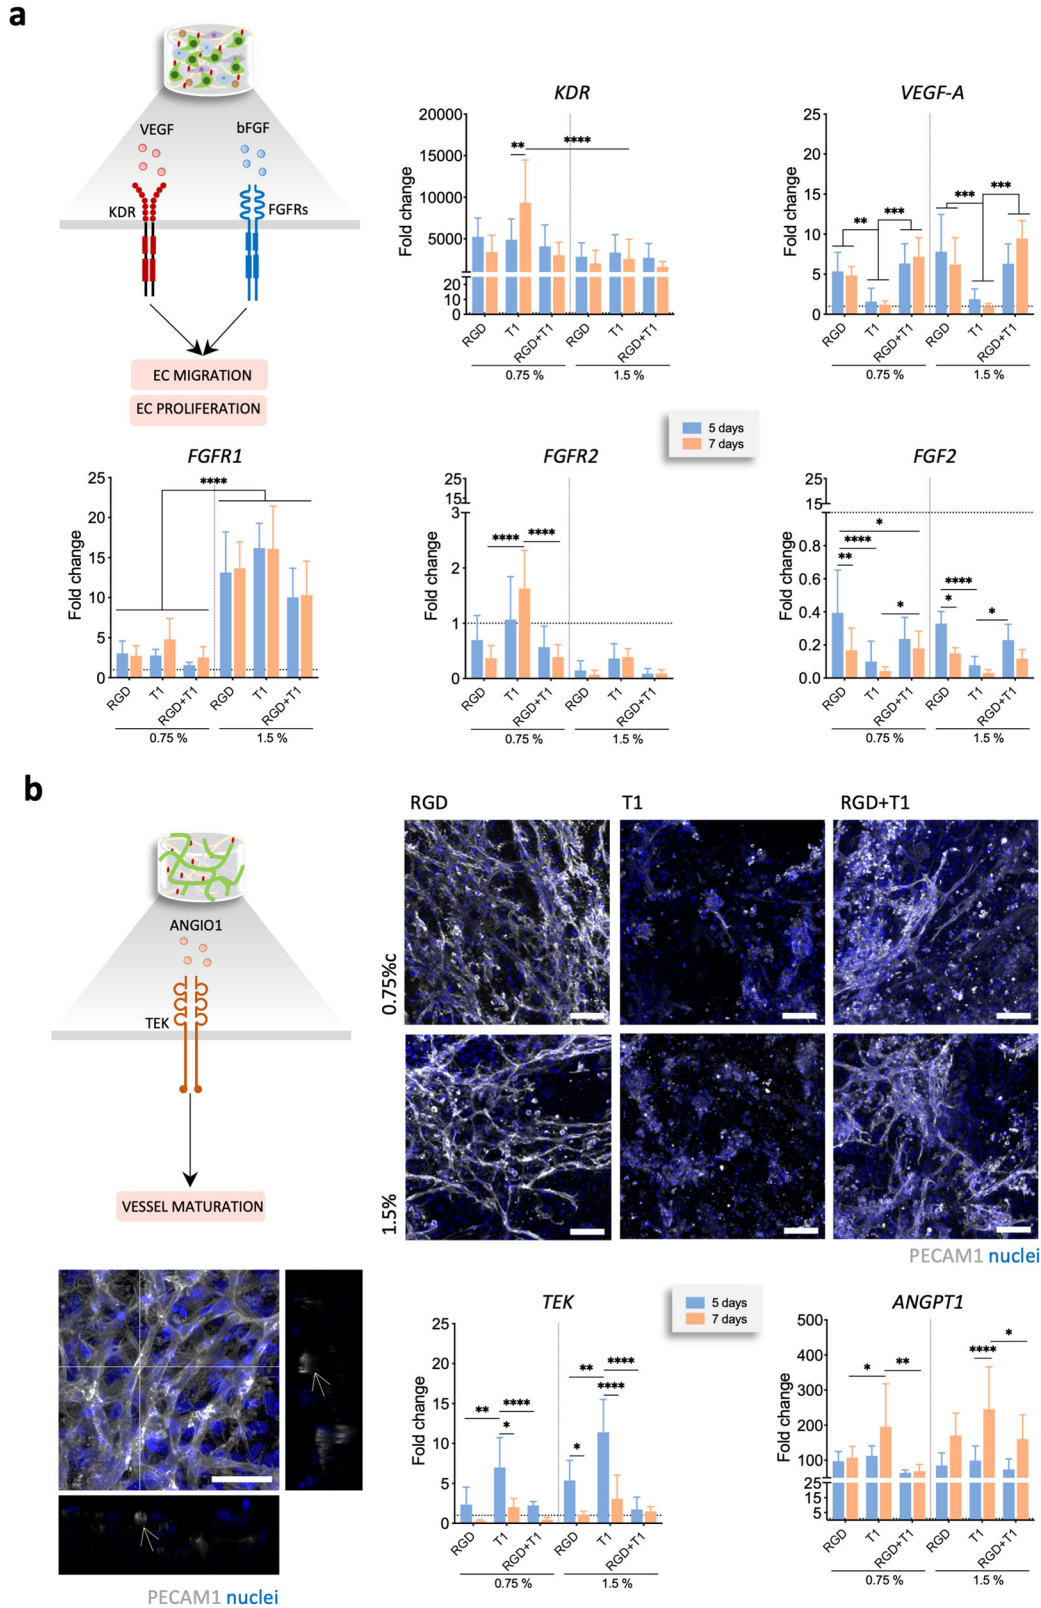 a
VEGF
bFGF
KDR
FGFRs
EC MIGRATION
EC PROLIFERATION
KDR
Fold change
20000
15000
10000
5000
20
10
0
**
****
RGD
T1
RGD+T1
RGD
T1
RGD+T1
0.75 %
1.5 %
VEGF-A
Fold change
25
20
15
10
5
0
**
***
***
***
RGD
T1
RGD+T1
RGD
T1
RGD+T1
0.75 %
1.5 %
5 days
7 days
FGFR1
Fold change
25
20
15
10
5
0
****
RGD
T1
RGD+T1
RGD
T1
RGD+T1
0.75 %
1.5 %
FGFR2
Fold change
25
15
3
2
1
0
****
****
RGD
T1
RGD+T1
RGD
T1
RGD+T1
0.75 %
1.5 %
FGF2
Fold change
25
15
0.8
0.6
0.4
0.2
0.0
*
****
**
*
****
*
*
RGD
T1
RGD+T1
RGD
T1
RGD+T1
0.75 %
1.5 %
b
ANGIO1
TEK
VESSEL MATURATION
RGD
T1
RGD+T1
0.75%c
1.5%
PECAM1 nuclei
PECAM1 nuclei
TEK
Fold change
25
20
15
10
5
0
**
****
*
**
****
****
*
RGD
T1
RGD+T1
RGD
T1
RGD+T1
0.75 %
1.5 %
5 days
7 days
ANGPT1
Fold change
500
400
300
200
100
25
15
5
*
**
****
*
RGD
T1
RGD+T1
RGD
T1
RGD+T1
0.75 %
1.5 %